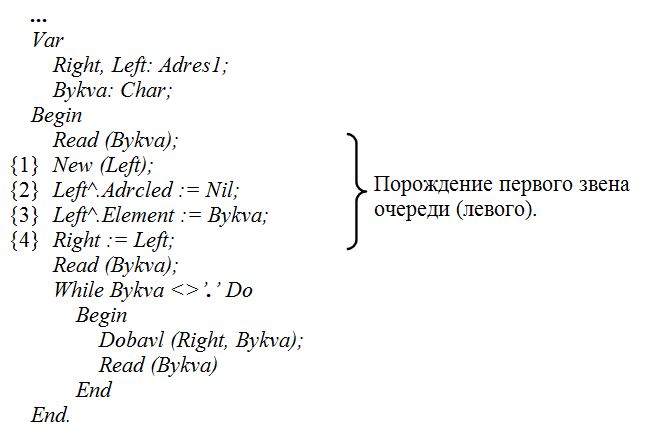 ...
Var
Right, Left: Adres1;
Bykva: Char;
Begin
Read (Bykva);
{1} New (Left);
{2} Left^.Adrcled := Nil;
{3} Left^.Element := Bykva;
{4} Right := Left;
Порождение первого звена
очереди (левого).
Read (Bykva);
While Bykva <>’.’ Do
Begin
Dobavl (Right, Bykva);
Read (Bykva)
End
End.